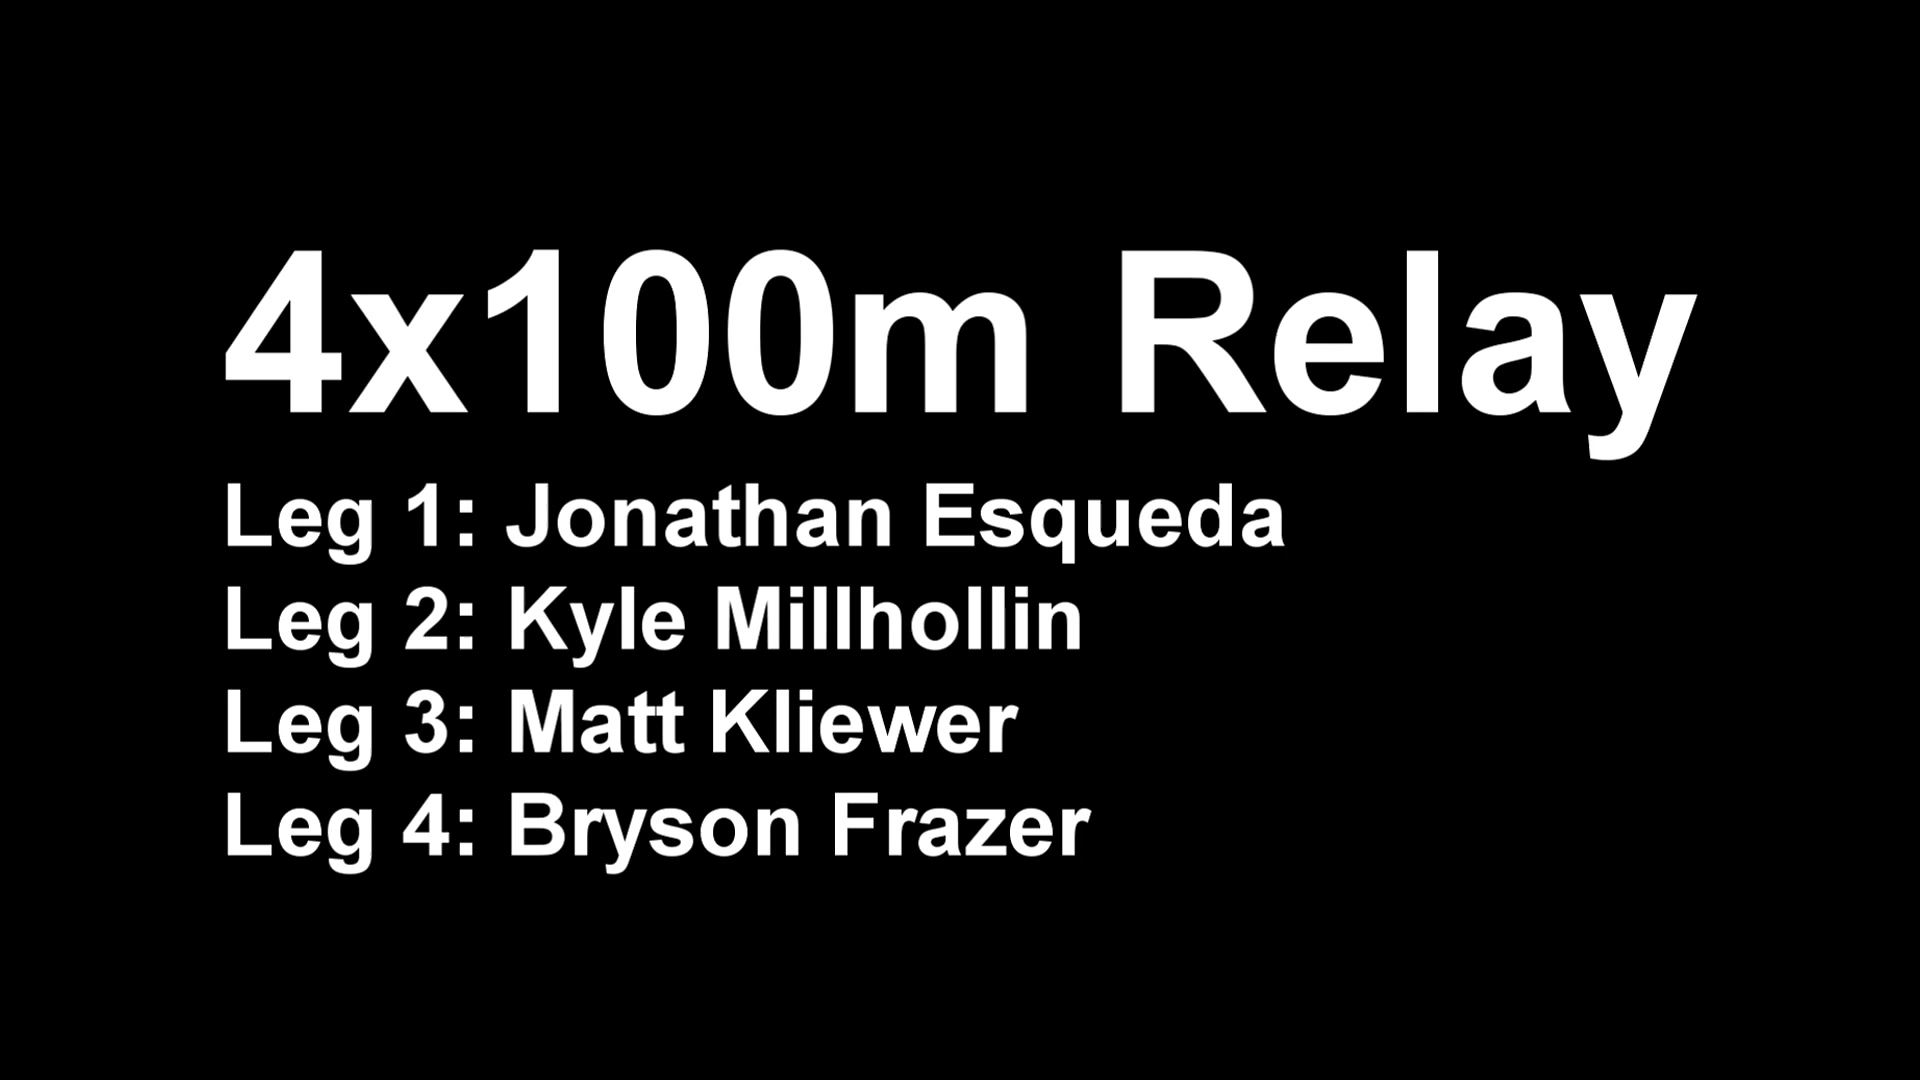 4x100m Relay
Leg 1: Jonathan Esqueda
Leg 2: Kyle Millhollin
Leg 3: Matt Kliewer
Leg 4: Bryson Frazer